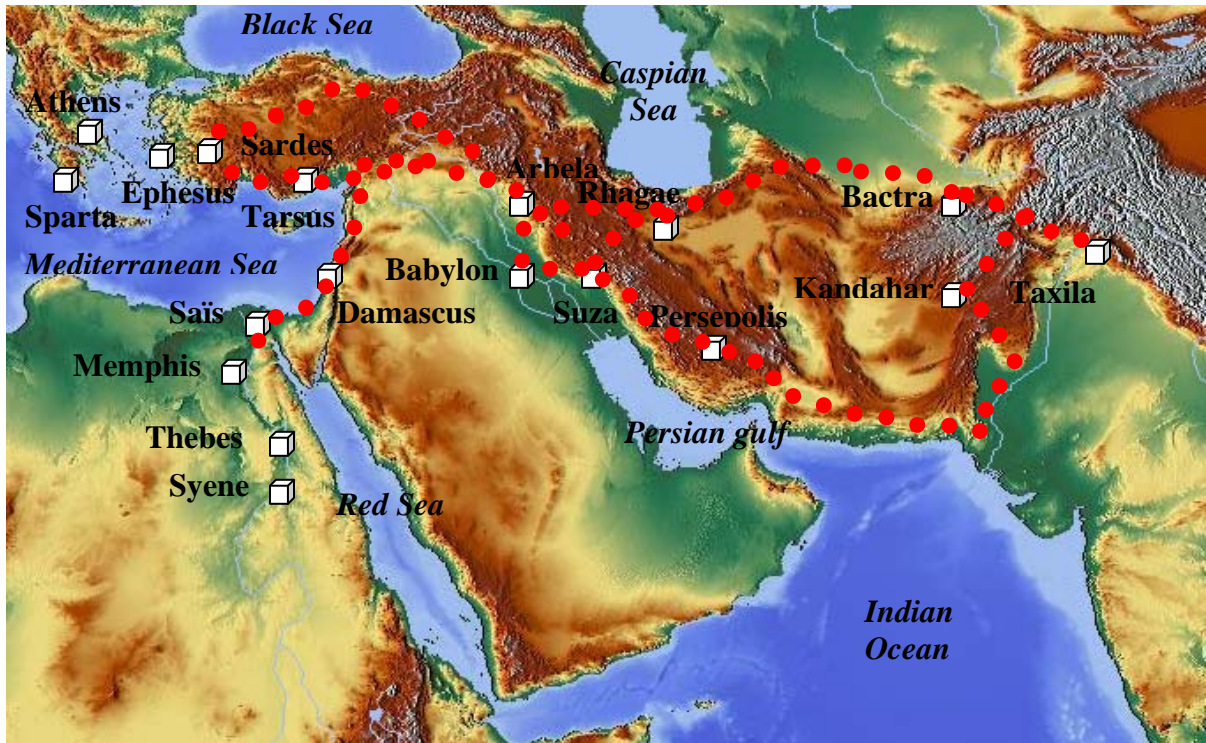 Black Sea
Caspian
Sea
Athens
Sardes
Arbela
Rhagae
Bactra
Ephesus
Sparta
Tarsus
Mediterranean Sea
Babylon
Kandahar
Taxila
Saïs
Damascus
Suza
Persepolis
Memphis
Persian gulf
Thebes
Syene
Red Sea
Indian
Ocean